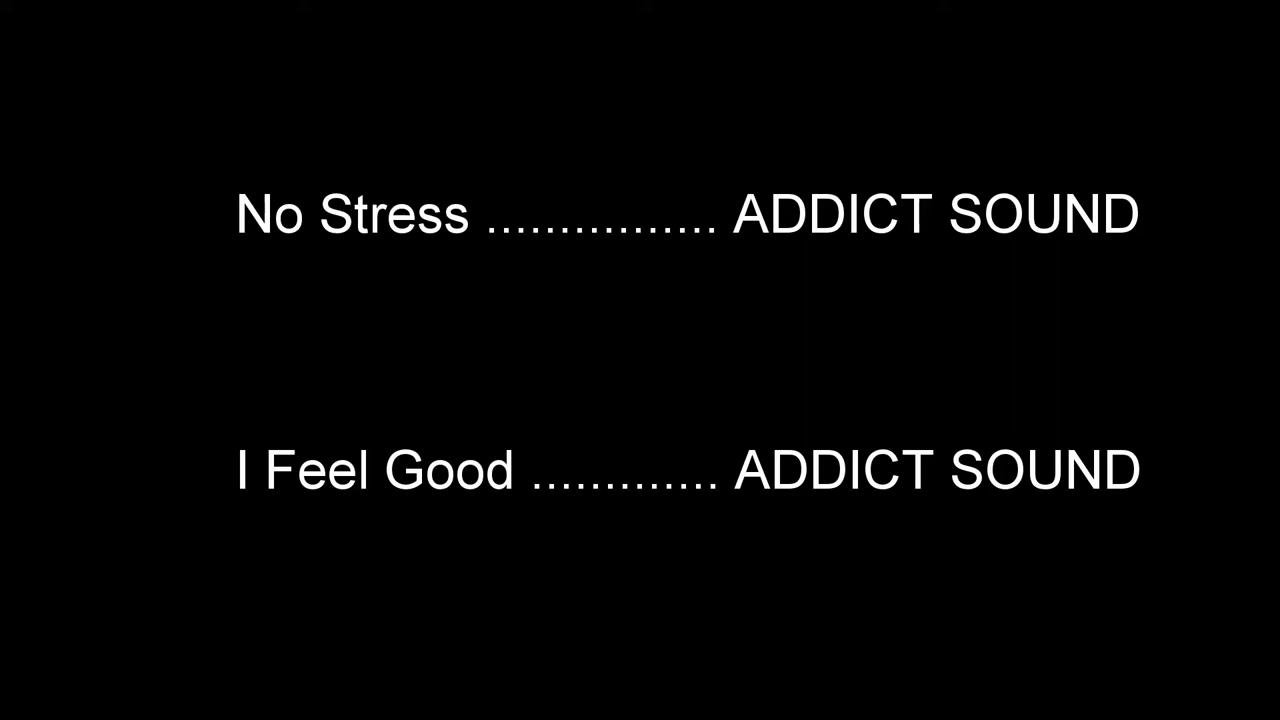 No Stress ................ ADDICT SOUND
I Feel Good ............. ADDICT SOUND